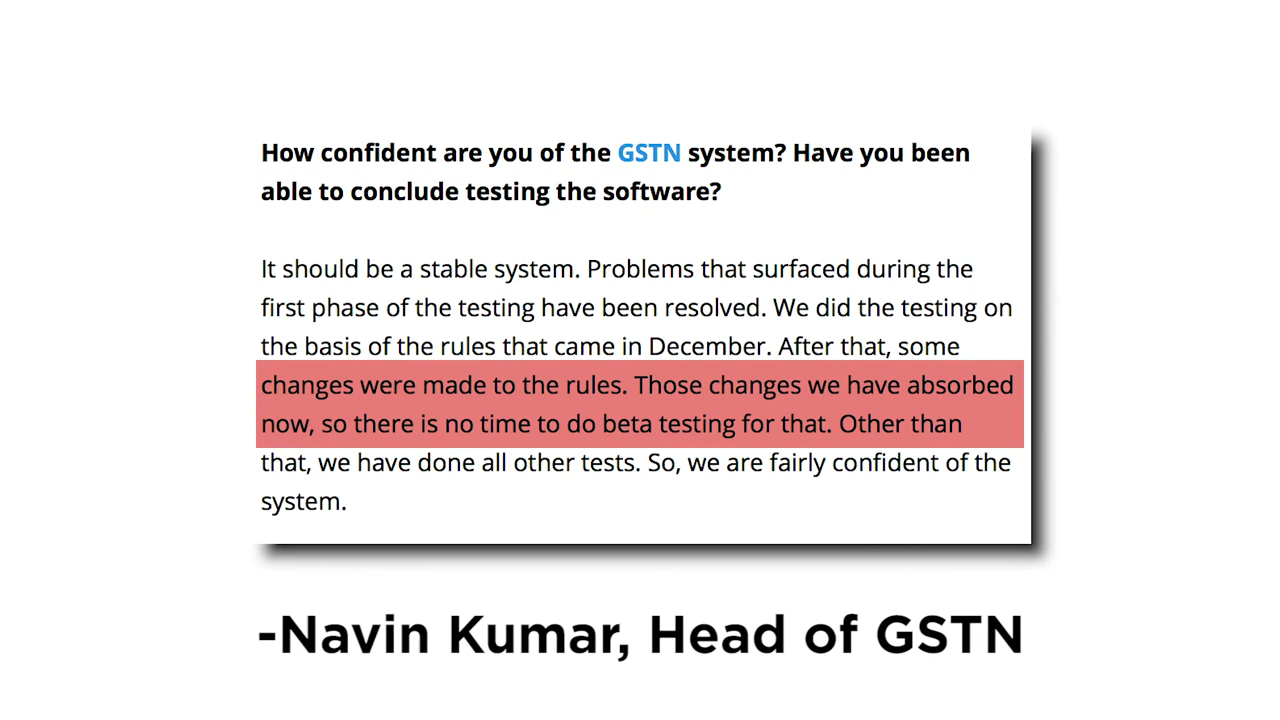 How confident are you of the GSTN system? Have you been
able to conclude testing the software?
It should be a stable system. Problems that surfaced during the
first phase of the testing have been resolved. We did the testing on
the basis of the rules that came in December. After that, some
changes were made to the rules. Those changes we have absorbed
now, so there is no time to do beta testing for that. Other than
that, we have done all other tests. So, we are fairly confident of the
system.
-Navin Kumar, Head of GSTN